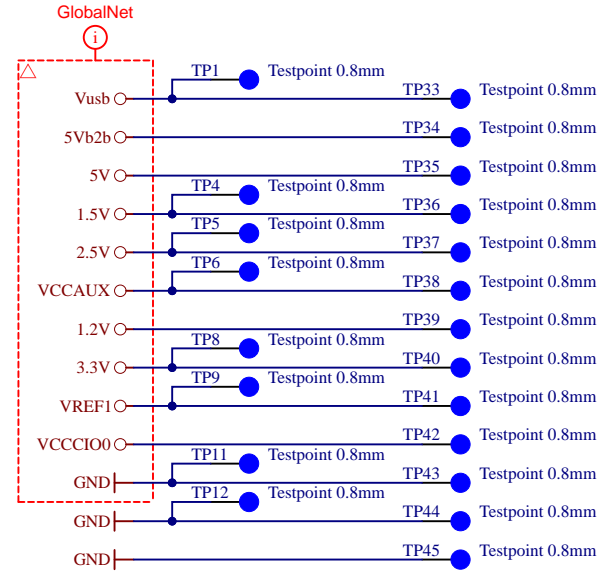 GlobalNet
i
TP1 Testpoint 0.8mm
Vusb TP33 Testpoint 0.8mm
5Vb2b TP34 Testpoint 0.8mm
5V TP35 Testpoint 0.8mm
TP4 Testpoint 0.8mm
1.5V TP36 Testpoint 0.8mm
TP5 Testpoint 0.8mm
2.5V TP37 Testpoint 0.8mm
TP6 Testpoint 0.8mm
VCCAUX TP38 Testpoint 0.8mm
1.2V TP39 Testpoint 0.8mm
TP8 Testpoint 0.8mm
3.3V TP40 Testpoint 0.8mm
TP9 Testpoint 0.8mm
VREF1 TP41 Testpoint 0.8mm
VCCCIO0 TP42 Testpoint 0.8mm
TP11 Testpoint 0.8mm
GND TP43 Testpoint 0.8mm
TP12 Testpoint 0.8mm
GND TP44 Testpoint 0.8mm
GND TP45 Testpoint 0.8mm